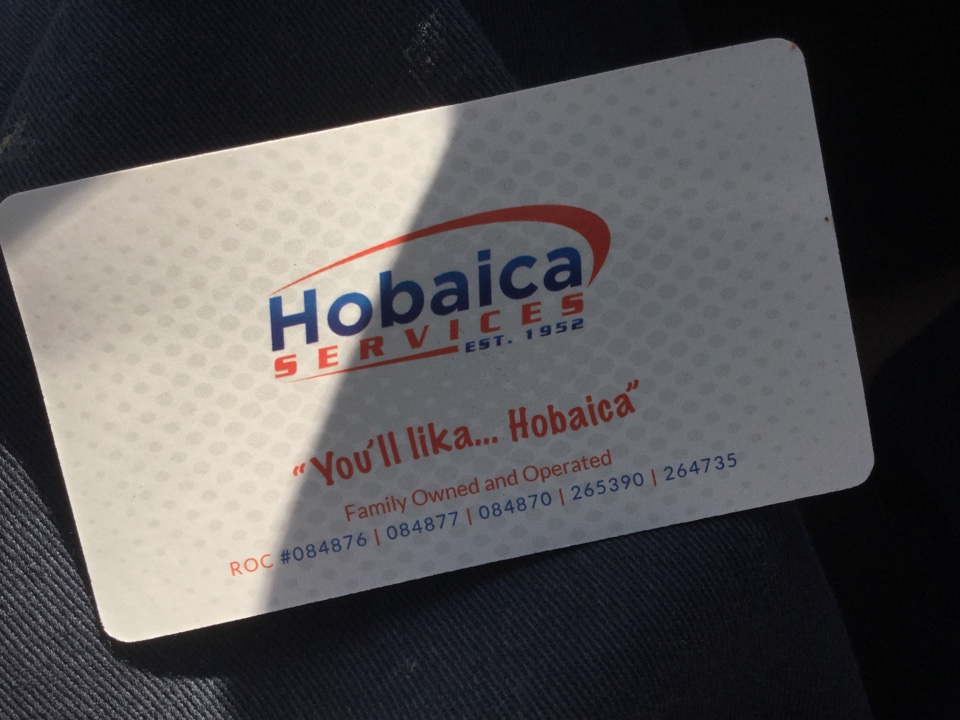 Hobaica
SERVICES
EST. 1952
“You’ll lika... Hobaica”
Family Owned and Operated
ROC #084876 | 084877 | 084870 | 265390 | 264735